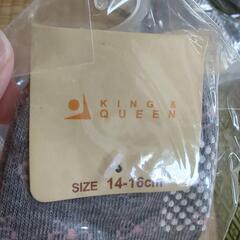 KING &
QUEEN
SIZE 14-16cm